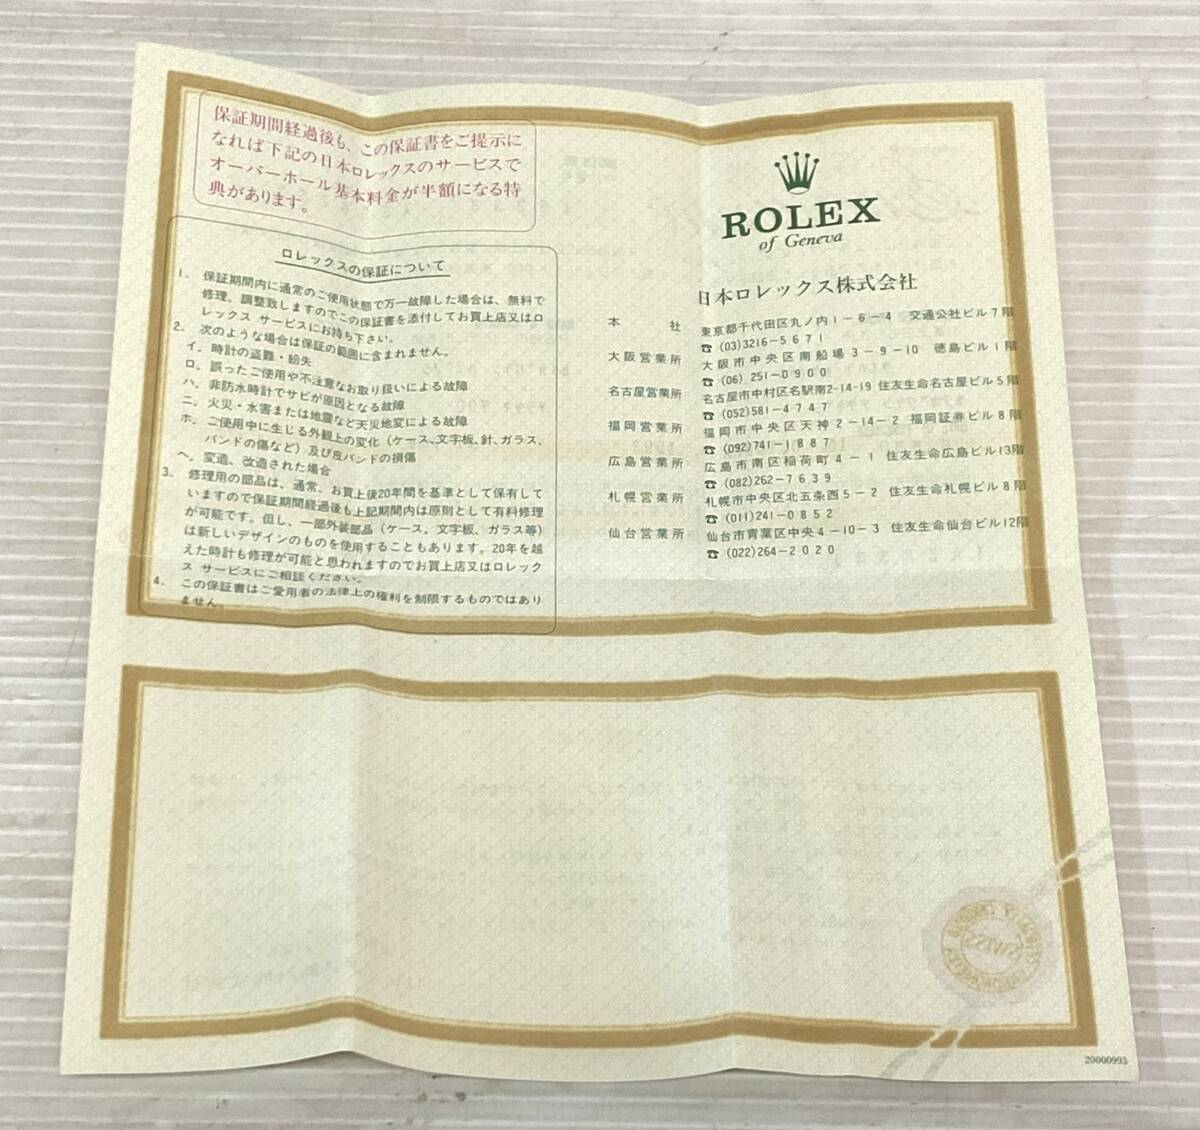 保証期間経過後も、この保証書をご提示に
なれば下記の日本ロレックスのサービスで
オーバーホール基本料金が半額になる特
典があります。
ロレックスの保証について
1. 保証期間内に通常のご使用状態で万一故障した場合は、無料で
修理、調整致しますのでこの保証書を添付してお買上店又はロ
レックス サービスにお持ち下さい。
2. 次のような場合は保証の範囲に含まれません。
イ. 時計の盗難・紛失
ロ. 誤ったご使用や不注意なお取り扱いによる故障
ハ. 非防水時計でサビが原因となる故障
ニ. 火災・水害または地震など天災地変による故障
ホ. ご使用中に生じる外観上の変化 (ケース、文字板、針、ガラス、
バンドの傷など) 及び皮バンドの損傷
ヘ. 変造、改造された場合
3. 修理用の部品は、通常、お買上後20年間を基準として保有して
いますので保証期間経過後も上記期間内は原則として有料修理
が可能です。但し、一部外装部品 (ケース、文字板、ガラス等)
は新しいデザインのものを使用することもあります。20年を越
えた時計も修理が可能と思われますのでお買上店又はロレック
ス サービスにご相談ください。
4. この保証書はご愛用者の法律上の権利を制限するものではあり
ません。
ROLEX
of Geneva
日本ロレックス株式会社
本社 東京都千代田区丸ノ内1-6-4 交通公社ビル7階
☎ (03)3216-5671
大阪営業所 大阪市中央区南船場3-9-10 徳島ビル1階
☎ (06) 251-0900
名古屋営業所 名古屋市中村区名駅南2-14-19 住友生命名古屋ビル5階
☎ (052)581-4747
福岡営業所 福岡市中央区天神2-14-2 福岡証券ビル8階
☎ (092)741-1887
広島営業所 広島市南区稲荷町4-1 住友生命広島ビル13階
☎ (082)262-7639
札幌営業所 札幌市中央区北五条西5-2 住友生命札幌ビル8階
☎ (011)241-0852
仙台営業所 仙台市青葉区中央4-10-3 住友生命仙台ビル12階
☎ (022)264-2020
20000993